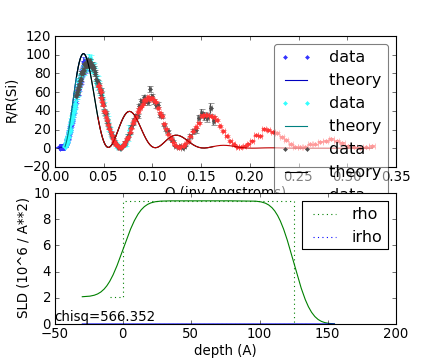 120
100
80
60
40
20
0
−20
R/R(Si)
data
theory
data
theory
data
theory
data
0.00 0.05 0.10 0.15 0.20 0.25 0.30 0.35
Q (inv Angstroms)
10
8
6
4
2
0
SLD (10^6 / A**2)
rho
irho
chisq=566.352
−50 0 50 100 150 200
depth (A)